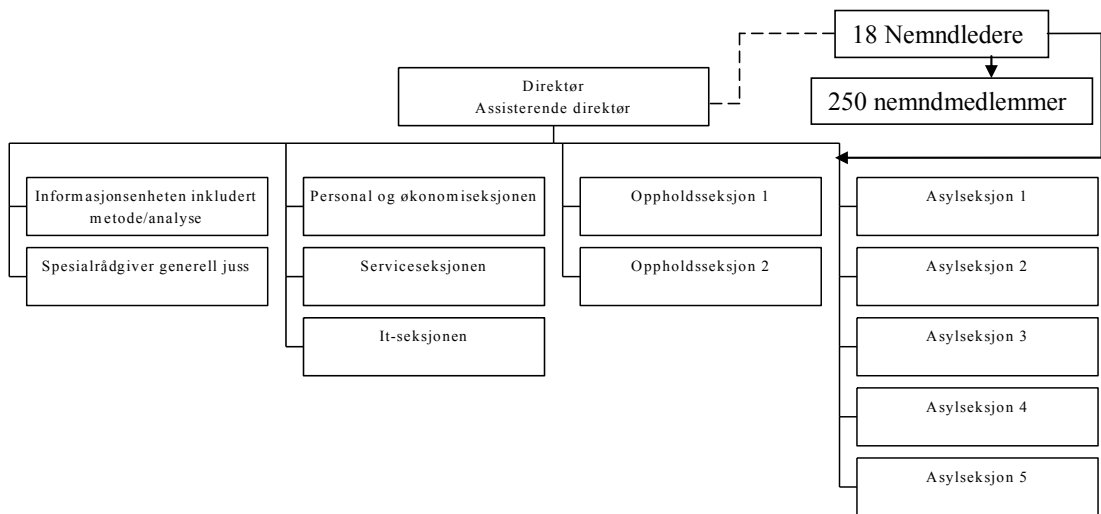 18 Nemndledere
250 nemndmedlemmer
Direktør
Assisterende direktør
Informasjonsenheten inkludert
metode/analyse
Spesialrådgiver generell juss
Personal og økonomiseksjonen
Serviceseksjonen
It-seksjonen
Oppholdsseksjon 1
Oppholdsseksjon 2
Asylseksjon 1
Asylseksjon 2
Asylseksjon 3
Asylseksjon 4
Asylseksjon 5